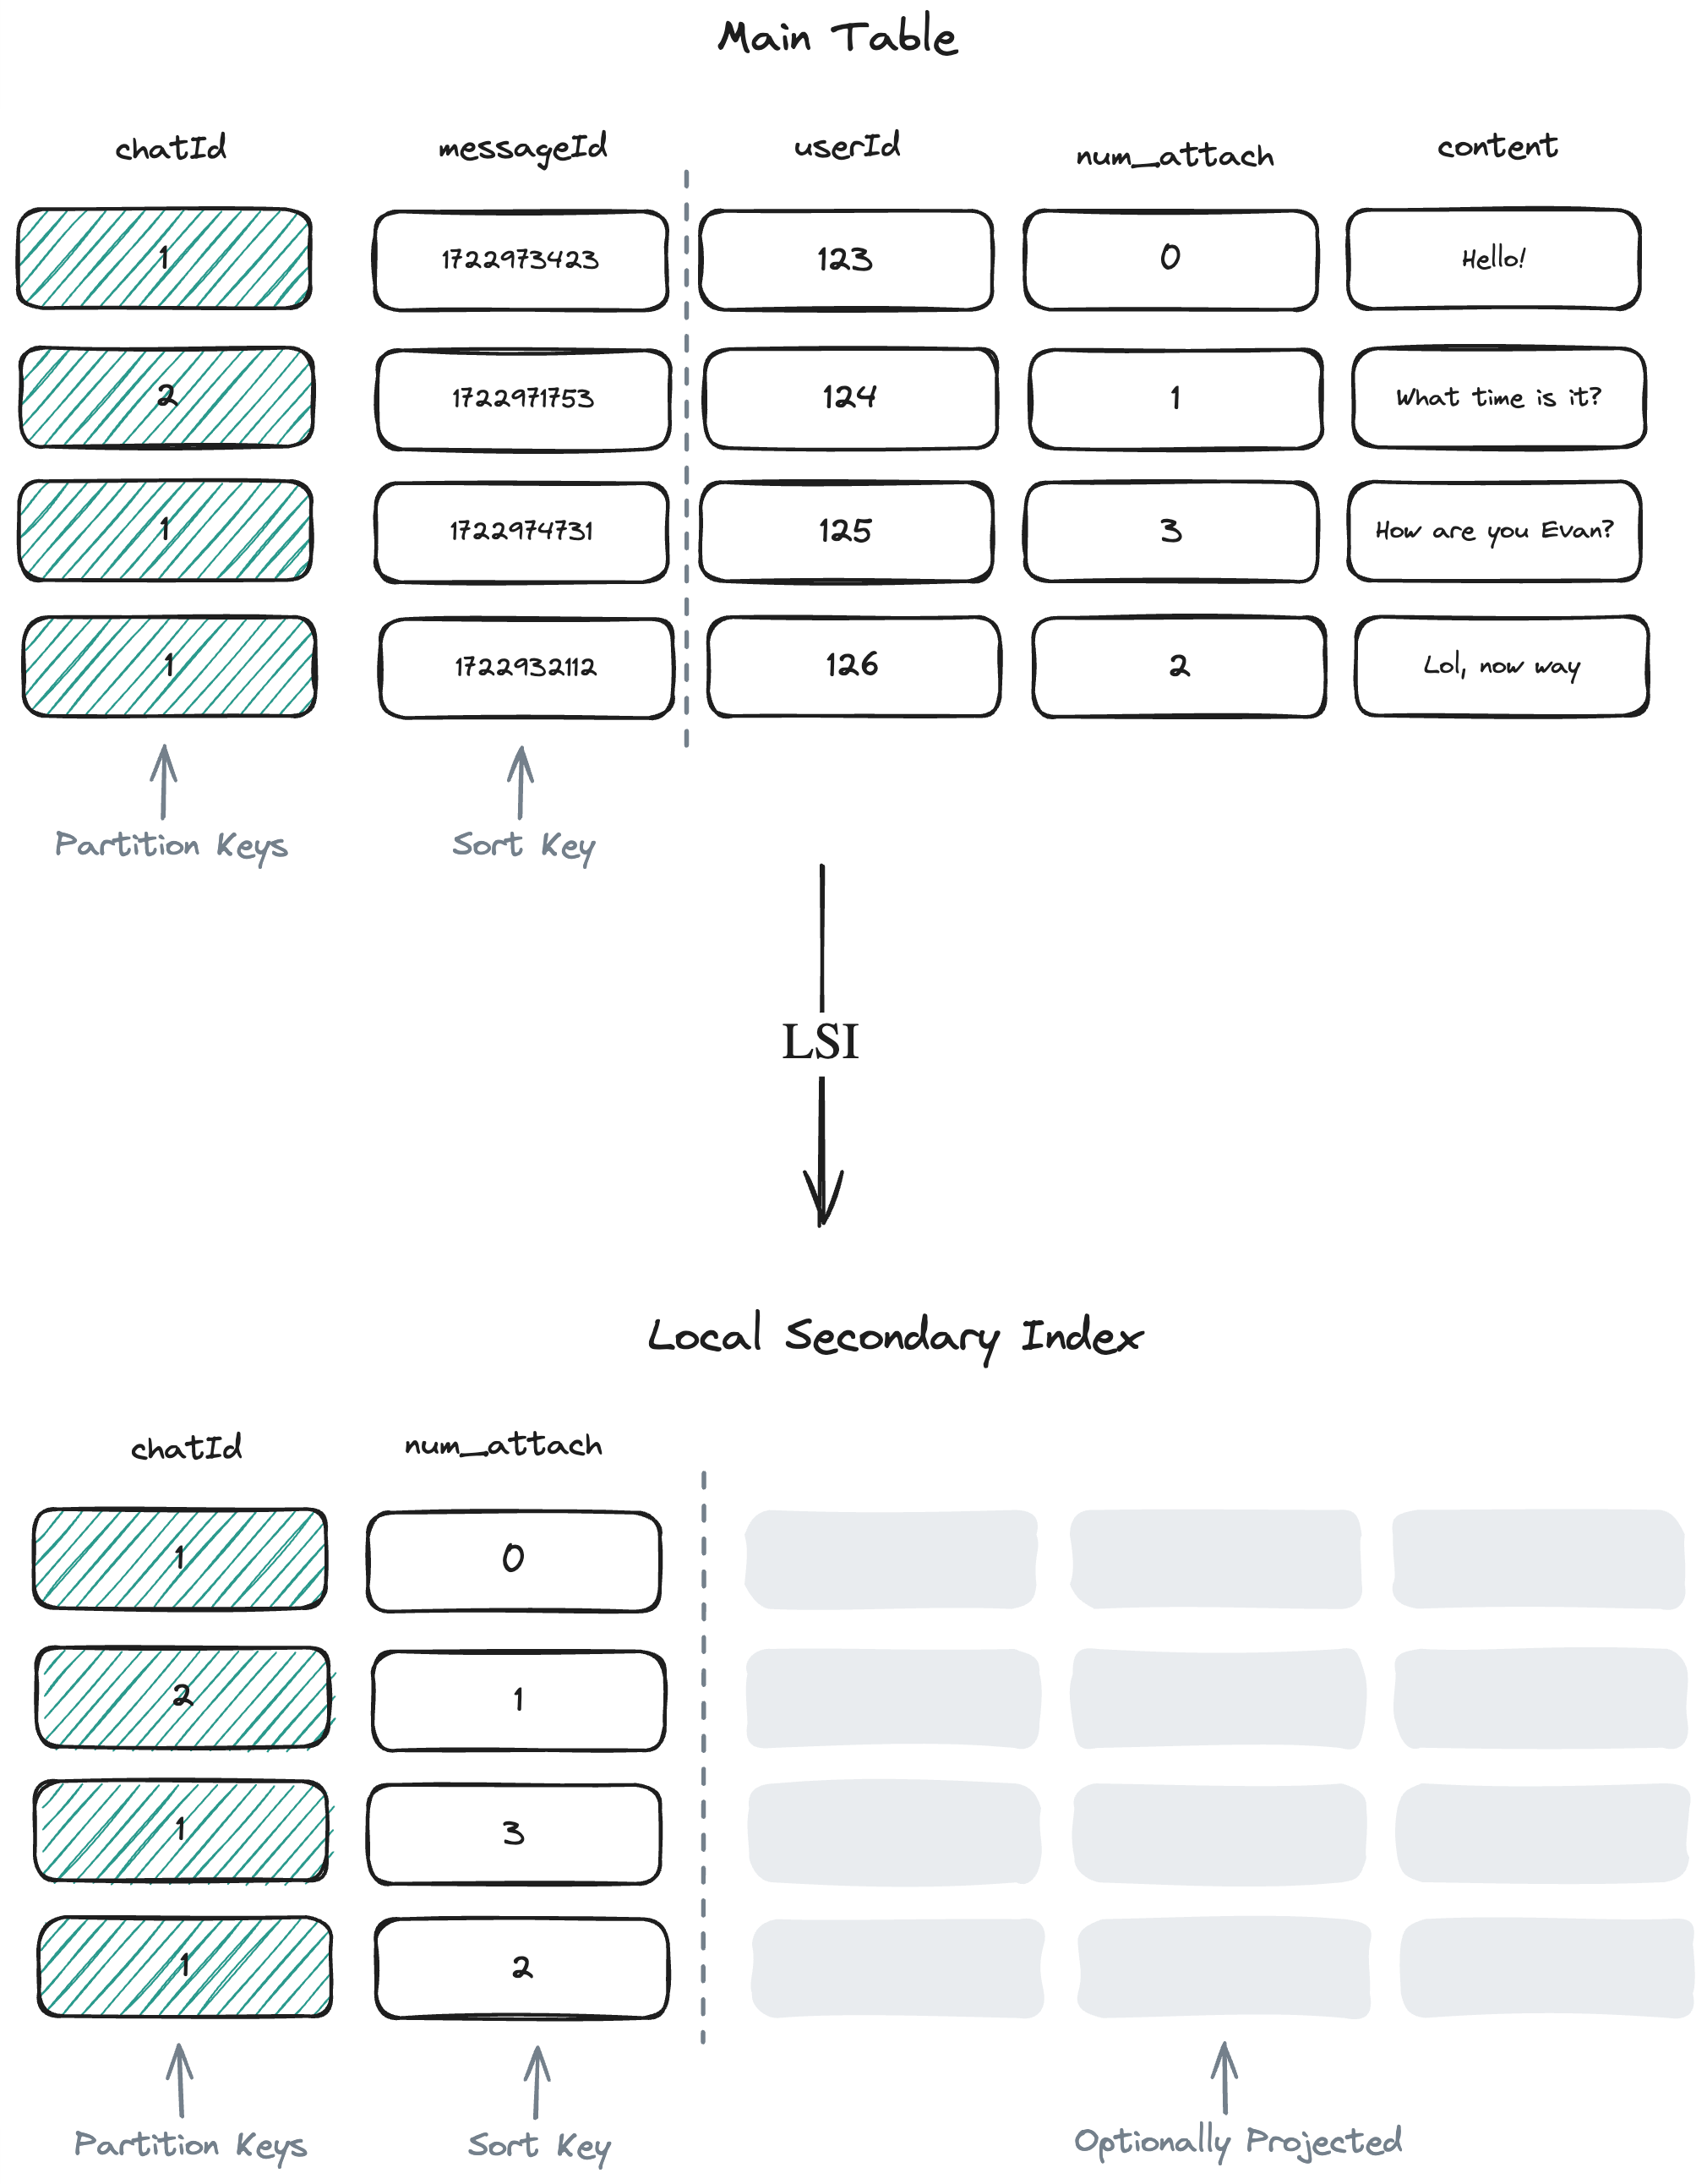 Main Table
chatId messageId userId num_attach content
1 1722973423 123 0 Hello!
2 1722971753 124 1 What time is it?
1 1722974731 125 3 How are you Evan?
1 1722932112 126 2 Lol, now way
Partition Keys Sort Key
LSI
Local Secondary Index
chatId num_attach
1 0
2 1
1 3
1 2
Partition Keys Sort Key Optionally Projected